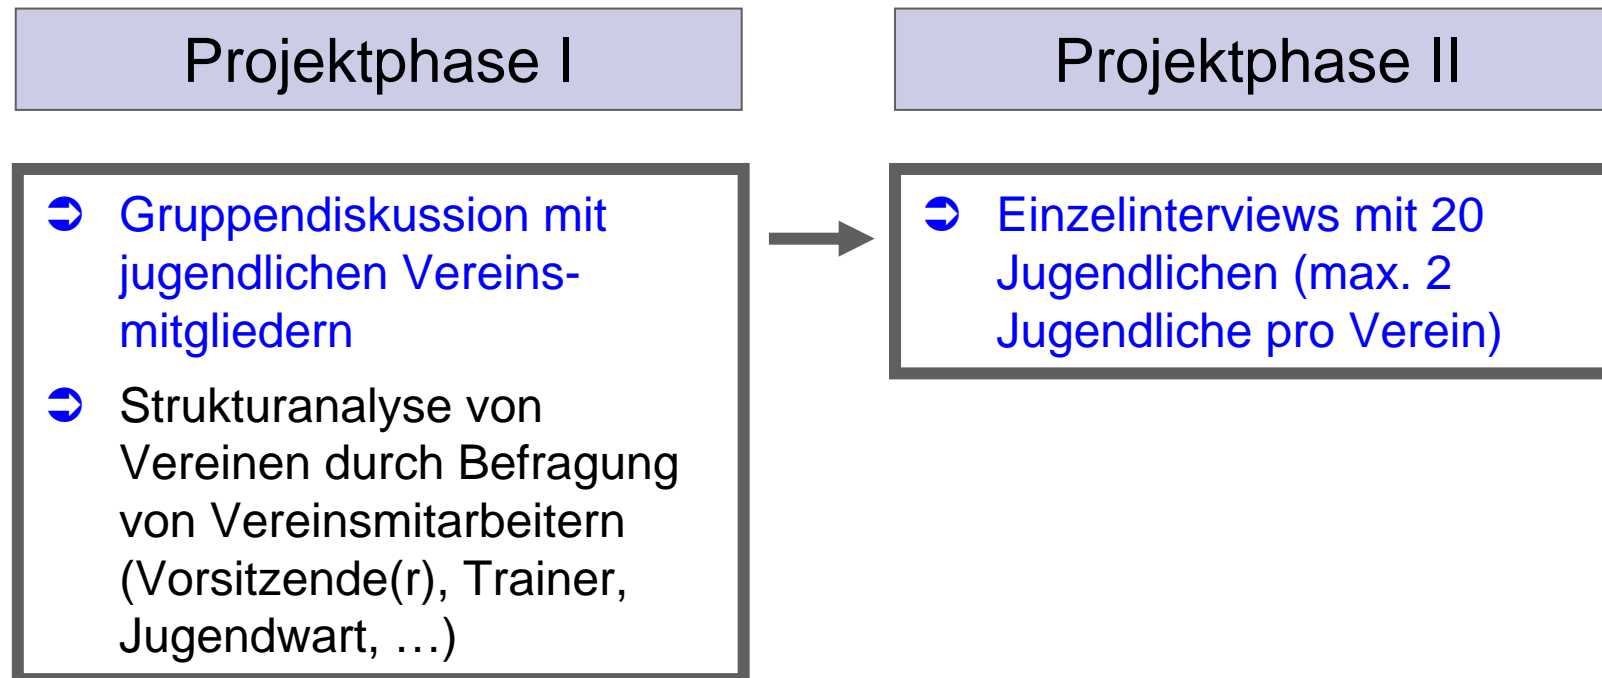 Projektphase I
Gruppendiskussion mit
jugendlichen Vereins-
mitgliedern
Strukturanalyse von
Vereinen durch Befragung
von Vereinsmitarbeitern
(Vorsitzende(r), Trainer,
Jugendwart, …)
Projektphase II
Einzelinterviews mit 20
Jugendlichen (max. 2
Jugendliche pro Verein)